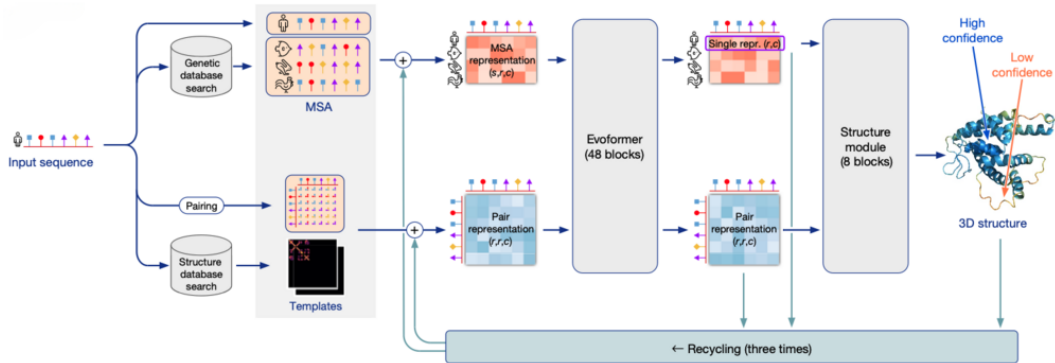 Input sequence
Genetic
database
search
MSA
Pairing
Structure
database
search
Templates
+
+
MSA
representation
(s,r,c)
Pair
representation
(r,r,c)
Evoformer
(48 blocks)
Single repr. (r,c)
Pair
representation
(r,r,c)
Structure
module
(8 blocks)
High
confidence
Low
confidence
3D structure
← Recycling (three times)